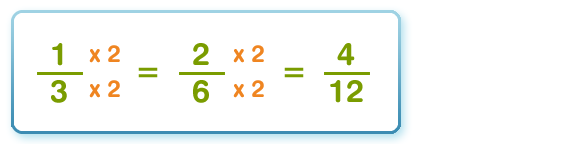 1/3 x 2 x 2 = 2/6 x 2 x 2 = 4/12